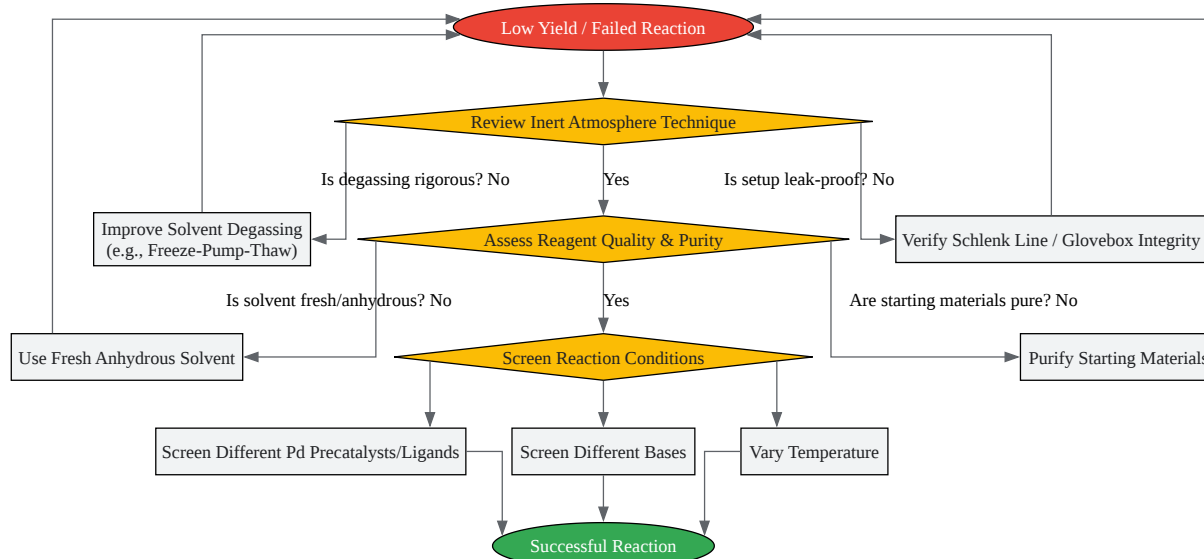 Low Yield / Failed Reaction
Review Inert Atmosphere Technique
Is degassing rigorous? No
Yes
Is setup leak-proof? No
Improve Solvent Degassing
(e.g., Freeze-Pump-Thaw)
Assess Reagent Quality & Purity
Verify Schlenk Line / Glovebox Integrity
Is solvent fresh/anhydrous? No
Yes
Are starting materials pure? No
Use Fresh Anhydrous Solvent
Screen Reaction Conditions
Purify Starting Materials
Screen Different Pd Precatalysts/Ligands
Screen Different Bases
Vary Temperature
Successful Reaction